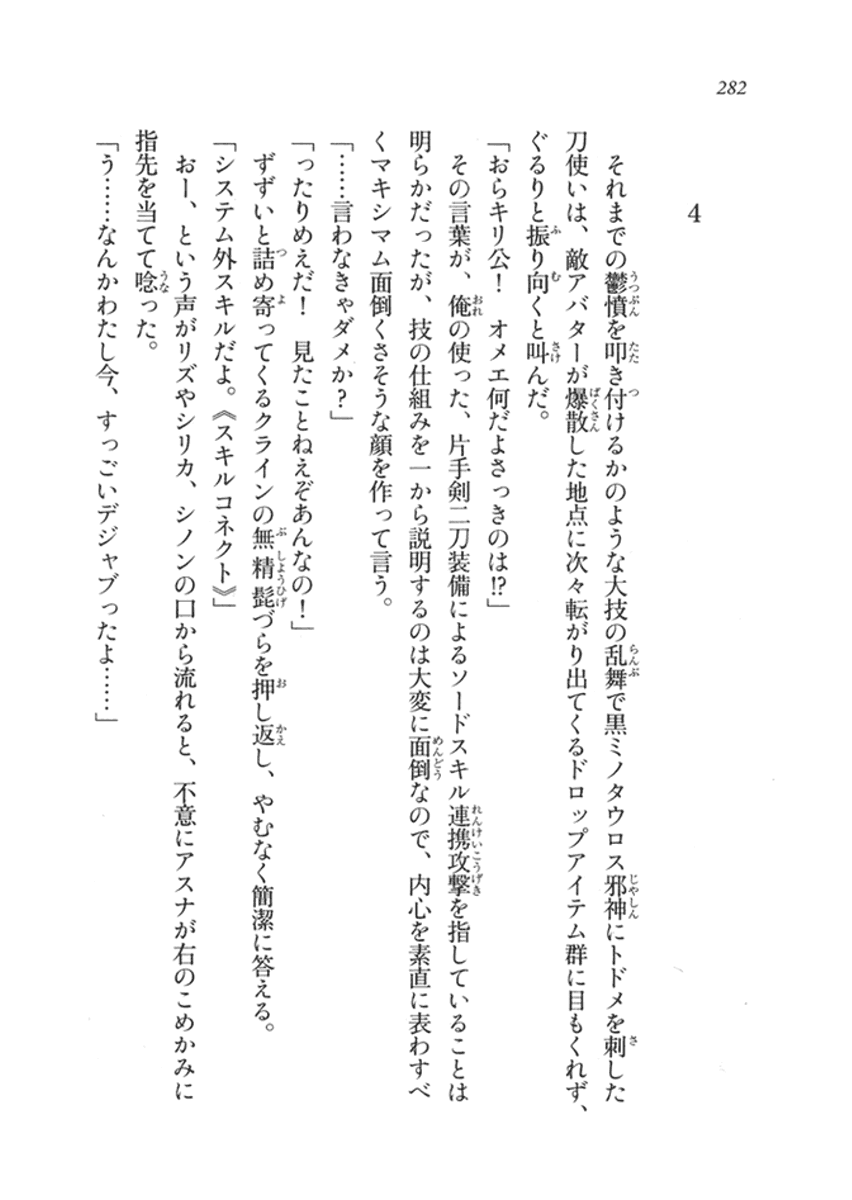 282
4
それまでの鬱憤を叩き付けるかのような大技の乱舞で黒ミノタウロス邪神にトドメを刺した
刀使いは、敵アバターが爆散した地点に次々転がり出てくるドロップアイテム群に目もくれず、
ぐるりと振り向くと叫んだ。
「おらキリ公！　オメエ何だよさっきのは!?」
その言葉が、俺の使った、片手剣二刀装備によるソードスキル連携攻撃を指していることは
明らかだったが、技の仕組みを一から説明するのは大変に面倒なので、内心を素直に表わすべ
くマキシマム面倒くさそうな顔を作って言う。
「……言わなきゃダメか？」
「ったりめえだ！　見たことねえぞあんなの！」
ずずいと詰め寄ってくるクラインの無精髭づらを押し返し、やむなく簡潔に答える。
「システム外スキルだよ。《スキルコネクト》」
おー、という声がリズやシリカ、シノンの口から流れると、不意にアスナが右のこめかみに
指先を当てて唸った。
「う……なんかわたし今、すっごいデジャブったよ……」